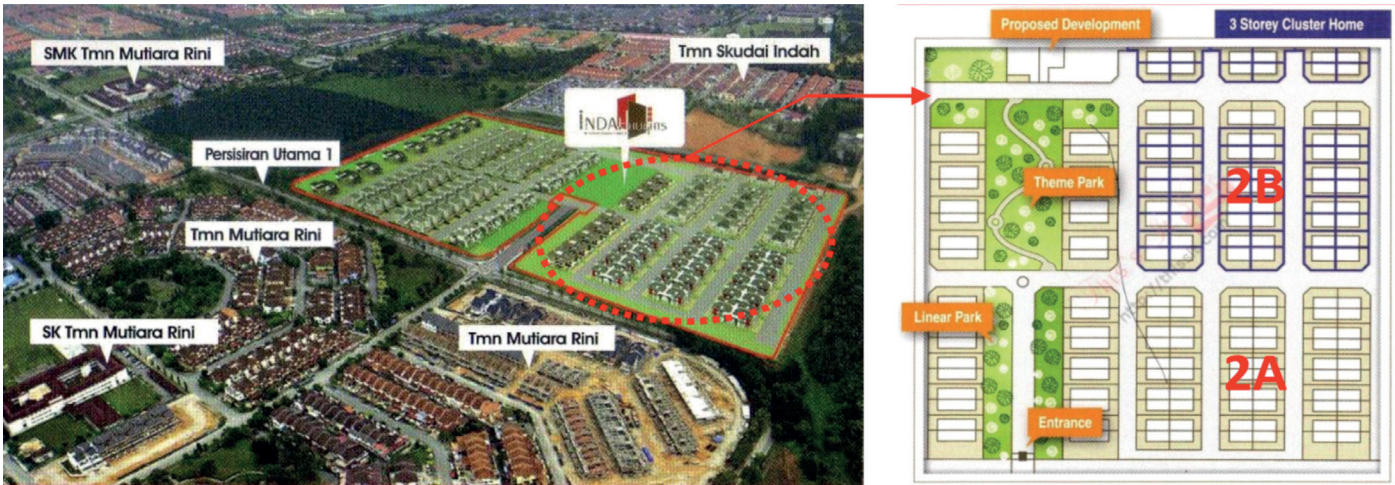 SMK Tmn Mutiara Rini
Tmn Skudai Indah
Persisiran Utama 1
Tmn Mutiara Rini
SK Tmn Mutiara Rini
Tmn Mutiara Rini
Proposed Development
3 Storey Cluster Home
Theme Park
2B
Linear Park
2A
Entrance